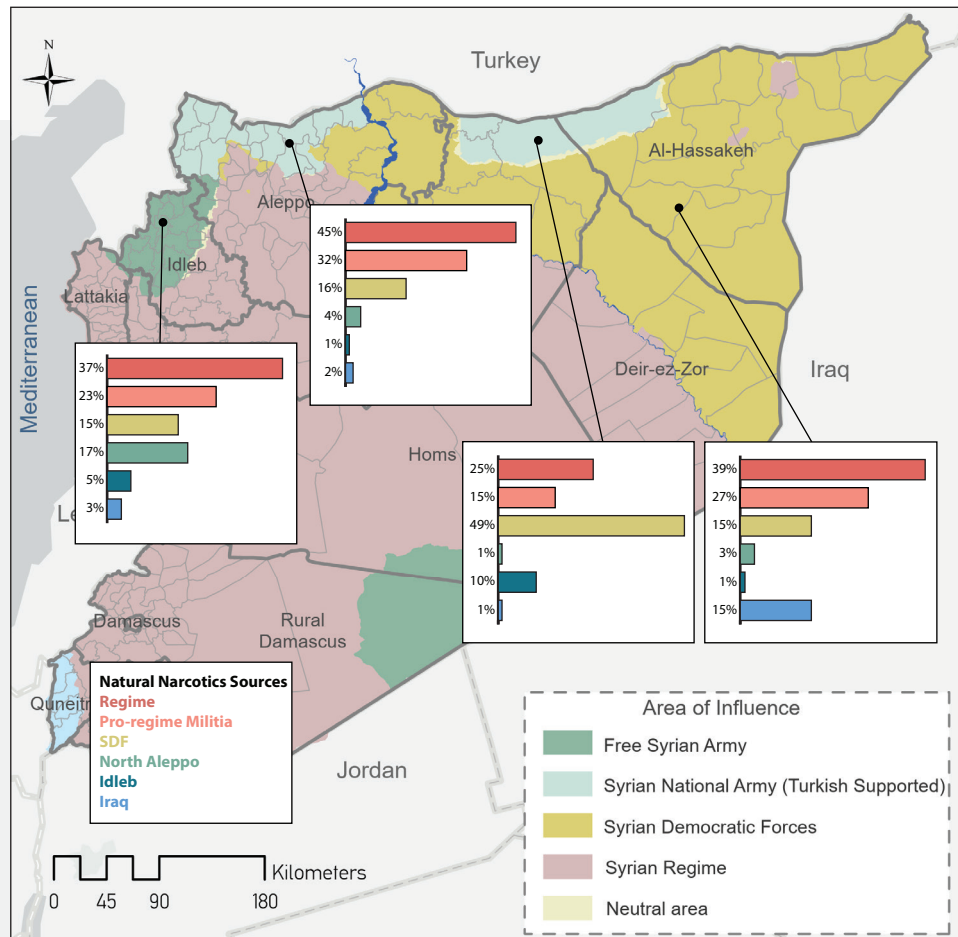 N
Turkey
Al-Hassakeh
Aleppo
Idleb
Lattakia
Mediterranean
Deir-ez-Zor
Iraq
Homs
Le
Damascus
Rural
Damascus
Quneitr
Jordan
45%
32%
16%
4%
1%
2%
37%
23%
15%
17%
5%
3%
25%
15%
49%
1%
10%
1%
39%
27%
15%
3%
1%
15%
Natural Narcotics Sources
Regime
Pro-regime Militia
SDF
North Aleppo
Idleb
Iraq
Kilometers
0 45 90 180
Area of Influence
Free Syrian Army
Syrian National Army (Turkish Supported)
Syrian Democratic Forces
Syrian Regime
Neutral area